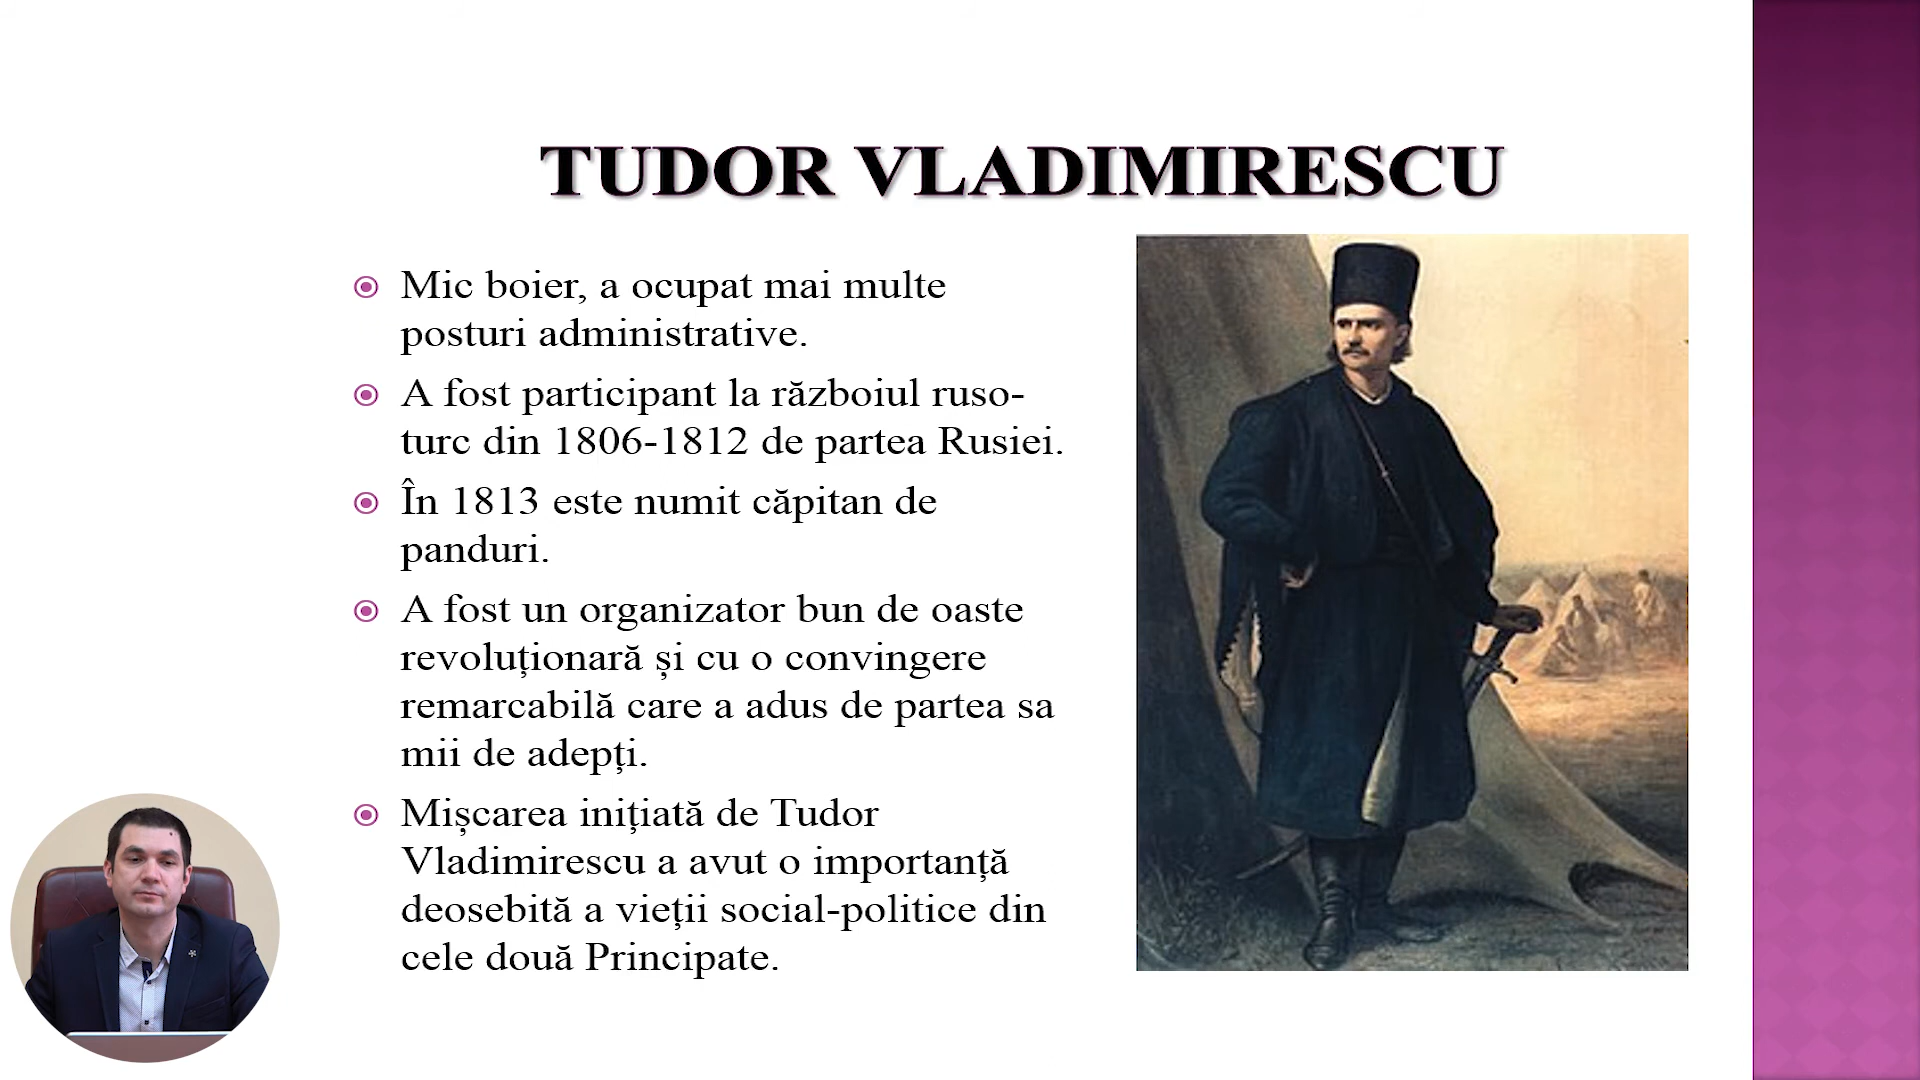 TUDOR VLADIMIRESCU
Mic boier, a ocupat mai multe
posturi administrative.
A fost participant la războiul ruso-
turc din 1806-1812 de partea Rusiei.
În 1813 este numit căpitan de
panduri.
A fost un organizator bun de oaste
revoluționară și cu o convingere
remarcabilă care a adus de partea sa
mii de adepți.
Mișcarea inițiată de Tudor
Vladimirescu a avut o importanță
deosebită a vieții social-politice din
cele două Principate.